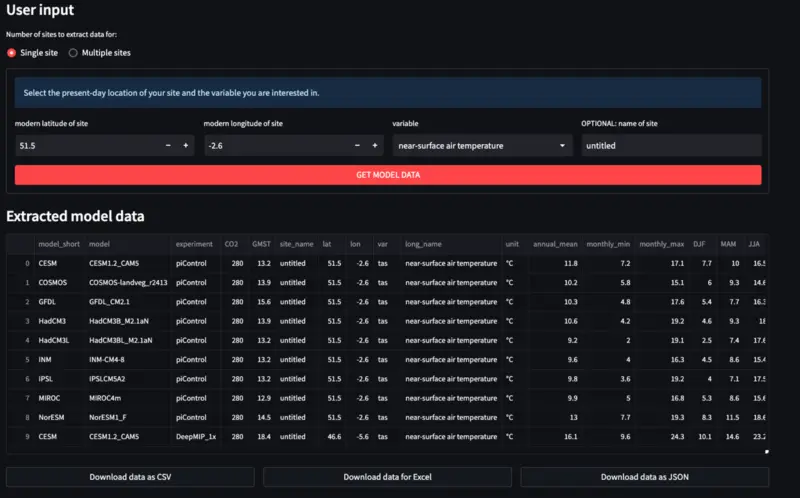 User input
Number of sites to extract data for:
Single site Multiple sites
Select the present-day location of your site and the variable you are interested in.
modern latitude of site modern longitude of site variable OPTIONAL: name of site
51.5 − + -2.6 − + near-surface air temperature untitled
GET MODEL DATA
Extracted model data
model_short model experiment CO2 GMST site_name lat lon var long_name unit annual_mean monthly_min monthly_max DJF MAM JJA
0 CESM CESM1.2_CAM5 piControl 280 13.2 untitled 51.5 -2.6 tas near-surface air temperature °C 11.8 7.2 17.1 7.7 10 16.5
1 COSMOS COSMOS-landveg_r2413 piControl 280 13.9 untitled 51.5 -2.6 tas near-surface air temperature °C 10.2 5.8 15.1 6 9.3 14.6
2 GFDL GFDL_CM2.1 piControl 280 15.6 untitled 51.5 -2.6 tas near-surface air temperature °C 10.3 4.8 17.6 5.4 7.7 16.3
3 HadCM3 HadCM3B_M2.1aN piControl 280 13.9 untitled 51.5 -2.6 tas near-surface air temperature °C 10.6 4.2 19.2 4.6 9.3 18
4 HadCM3L HadCM3BL_M2.1aN piControl 280 13.2 untitled 51.5 -2.6 tas near-surface air temperature °C 9.2 2 19.1 2.5 7.4 17.6
5 INM INM-CM4-8 piControl 280 13.2 untitled 51.5 -2.6 tas near-surface air temperature °C 9.6 4 16.3 4.5 8.6 15.4
6 IPSL IPSLCM5A2 piControl 280 13.2 untitled 51.5 -2.6 tas near-surface air temperature °C 9.8 3.6 19.2 4 7.1 17.5
7 MIROC MIROC4m piControl 280 12.9 untitled 51.5 -2.6 tas near-surface air temperature °C 9.9 5 16.8 5.3 8.6 15.6
8 NorESM NorESM1_F piControl 280 14.5 untitled 51.5 -2.6 tas near-surface air temperature °C 13 7.7 19.3 8.3 11.5 18.6
9 CESM CESM1.2_CAM5 DeepMIP_1x 280 18.4 untitled 46.6 -5.6 tas near-surface air temperature °C 16.1 9.6 24.3 10.1 14.6 23.2
Download data as CSV Download data for Excel Download data as JSON